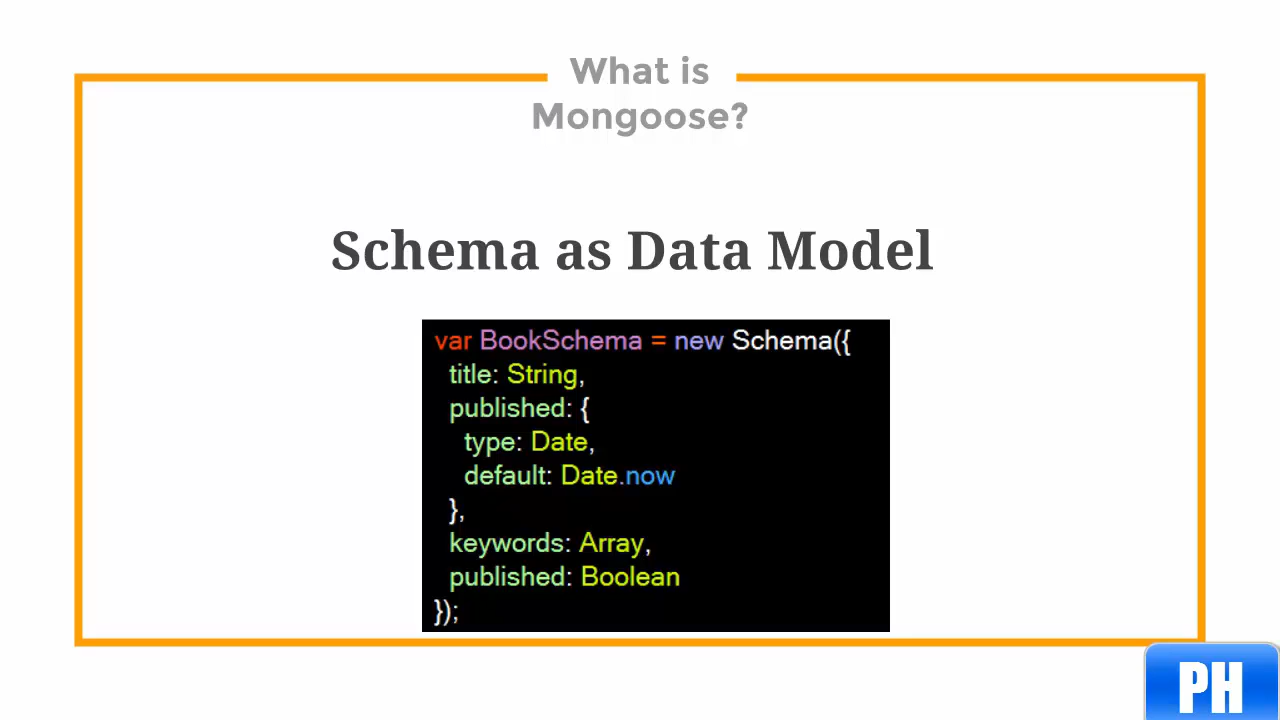 What is
Mongoose?
Schema as Data Model
var BookSchema = new Schema({
  title: String,
  published: {
    type: Date,
    default: Date.now
  },
  keywords: Array,
  published: Boolean
});
PH